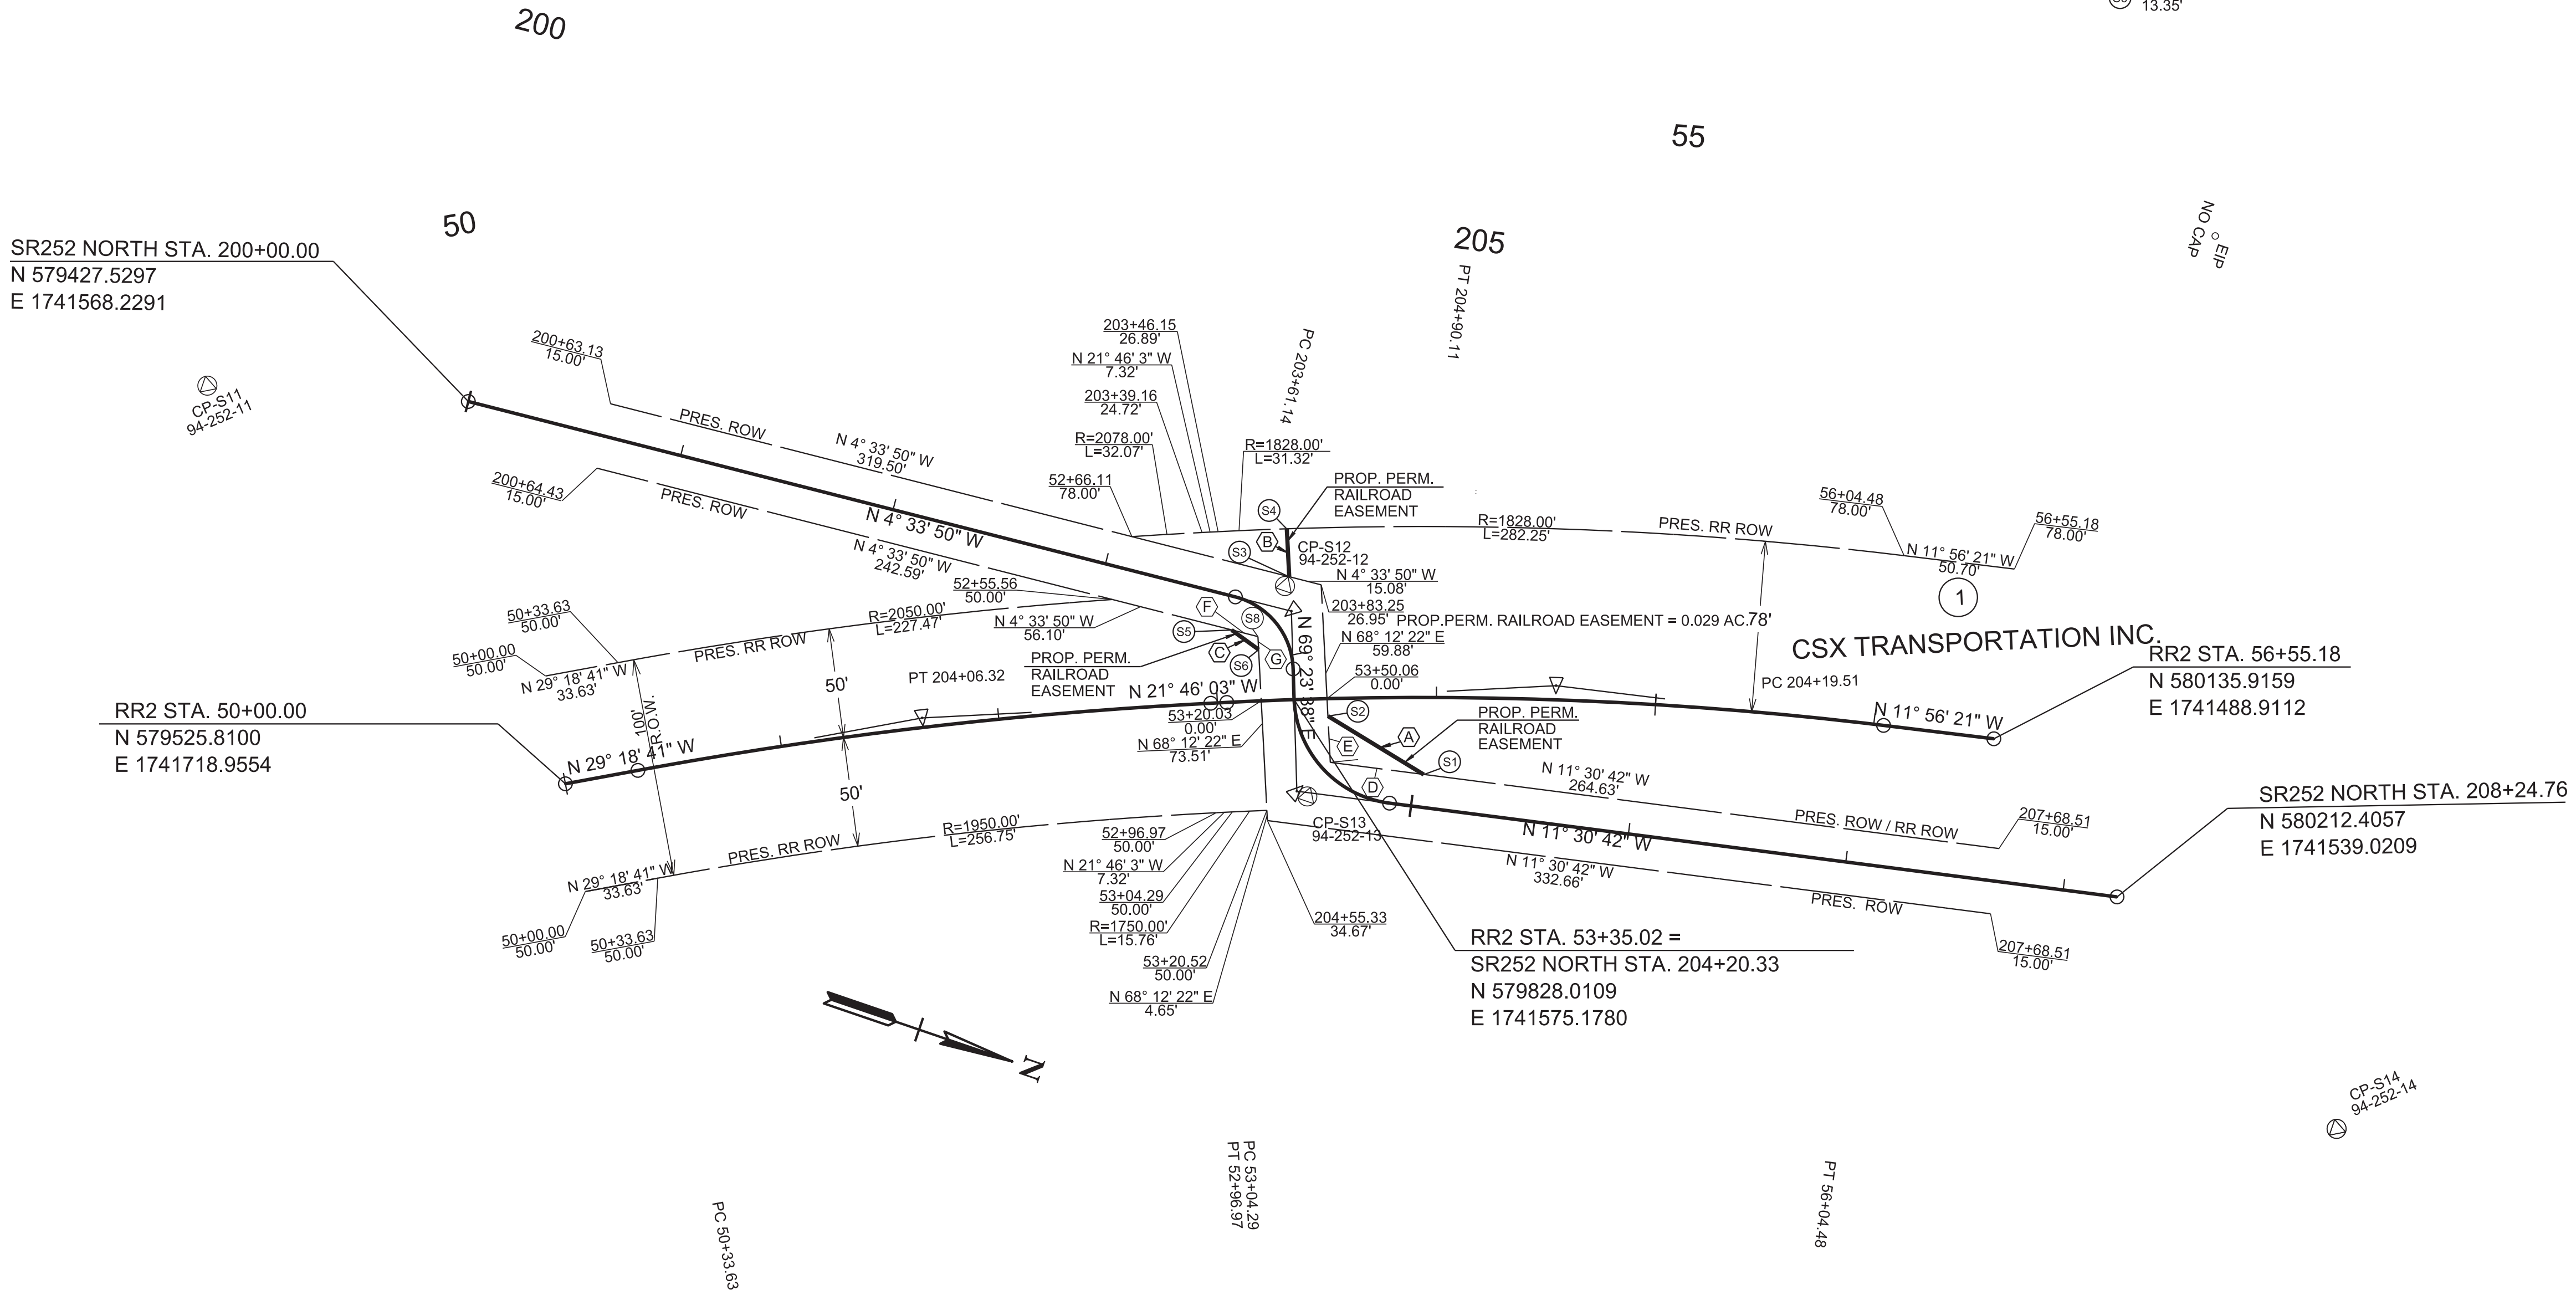 13.35'
200
55
50
205
NO CAP
EIP
SR252 NORTH STA. 200+00.00
N 579427.5297
E 1741568.2291
CP-S11
94-252-11
200+63.13
15.00'
PRES. ROW
N 4° 33' 50" W
319.50'
200+64.43
15.00'
PRES. ROW
N 4° 33' 50" W
N 4° 33' 50" W
242.59'
203+46.15
26.89'
N 21° 46' 3" W
7.32'
203+39.16
24.72'
R=2078.00'
L=32.07'
52+66.11
78.00'
PC 203+61.14
PT 204+90.11
R=1828.00'
L=31.32'
PROP. PERM.
RAILROAD
EASEMENT
S4
B
S3
CP-S12
94-252-12
N 4° 33' 50" W
15.08'
203+83.25
26.95'
PROP.PERM. RAILROAD EASEMENT = 0.029 AC.
78'
N 68° 12' 22" E
59.88'
53+50.06
0.00'
R=1828.00'
L=282.25'
PRES. RR ROW
56+04.48
78.00'
56+55.18
78.00'
N 11° 56' 21" W
50.70'
1
CSX TRANSPORTATION INC.
RR2 STA. 56+55.18
N 580135.9159
E 1741488.9112
PC 204+19.51
N 11° 56' 21" W
52+55.56
50.00'
50+33.63
50.00'
R=2050.00'
L=227.47'
N 4° 33' 50" W
56.10'
50+00.00
50.00'
N 29° 18' 41" W
33.63'
PRES. RR ROW
F
S8
S5
C
S6
G
PROP. PERM.
RAILROAD
EASEMENT
PT 204+06.32
N 21° 46' 03" W
N 69° 23' 38" E
50'
50'
100'
R.O.W.
RR2 STA. 50+00.00
N 579525.8100
E 1741718.9554
N 29° 18' 41" W
53+20.03
0.00'
N 68° 12' 22" E
73.51'
S2
E
A
S1
D
PROP. PERM.
RAILROAD
EASEMENT
N 11° 30' 42" W
264.63'
PRES. ROW / RR ROW
207+68.51
15.00'
SR252 NORTH STA. 208+24.76
N 580212.4057
E 1741539.0209
CP-S13
94-252-13
N 11° 30' 42" W
N 11° 30' 42" W
332.66'
PRES. ROW
207+68.51
15.00'
R=1950.00'
L=256.75'
PRES. RR ROW
N 29° 18' 41" W
33.63'
50+00.00
50.00'
50+33.63
50.00'
52+96.97
50.00'
N 21° 46' 3" W
7.32'
53+04.29
50.00'
R=1750.00'
L=15.76'
53+20.52
50.00'
N 68° 12' 22" E
4.65'
204+55.33
34.67'
RR2 STA. 53+35.02 =
SR252 NORTH STA. 204+20.33
N 579828.0109
E 1741575.1780
N
CP-S14
94-252-14
PC 53+04.29
PT 52+96.97
PC 50+33.63
PT 56+04.48